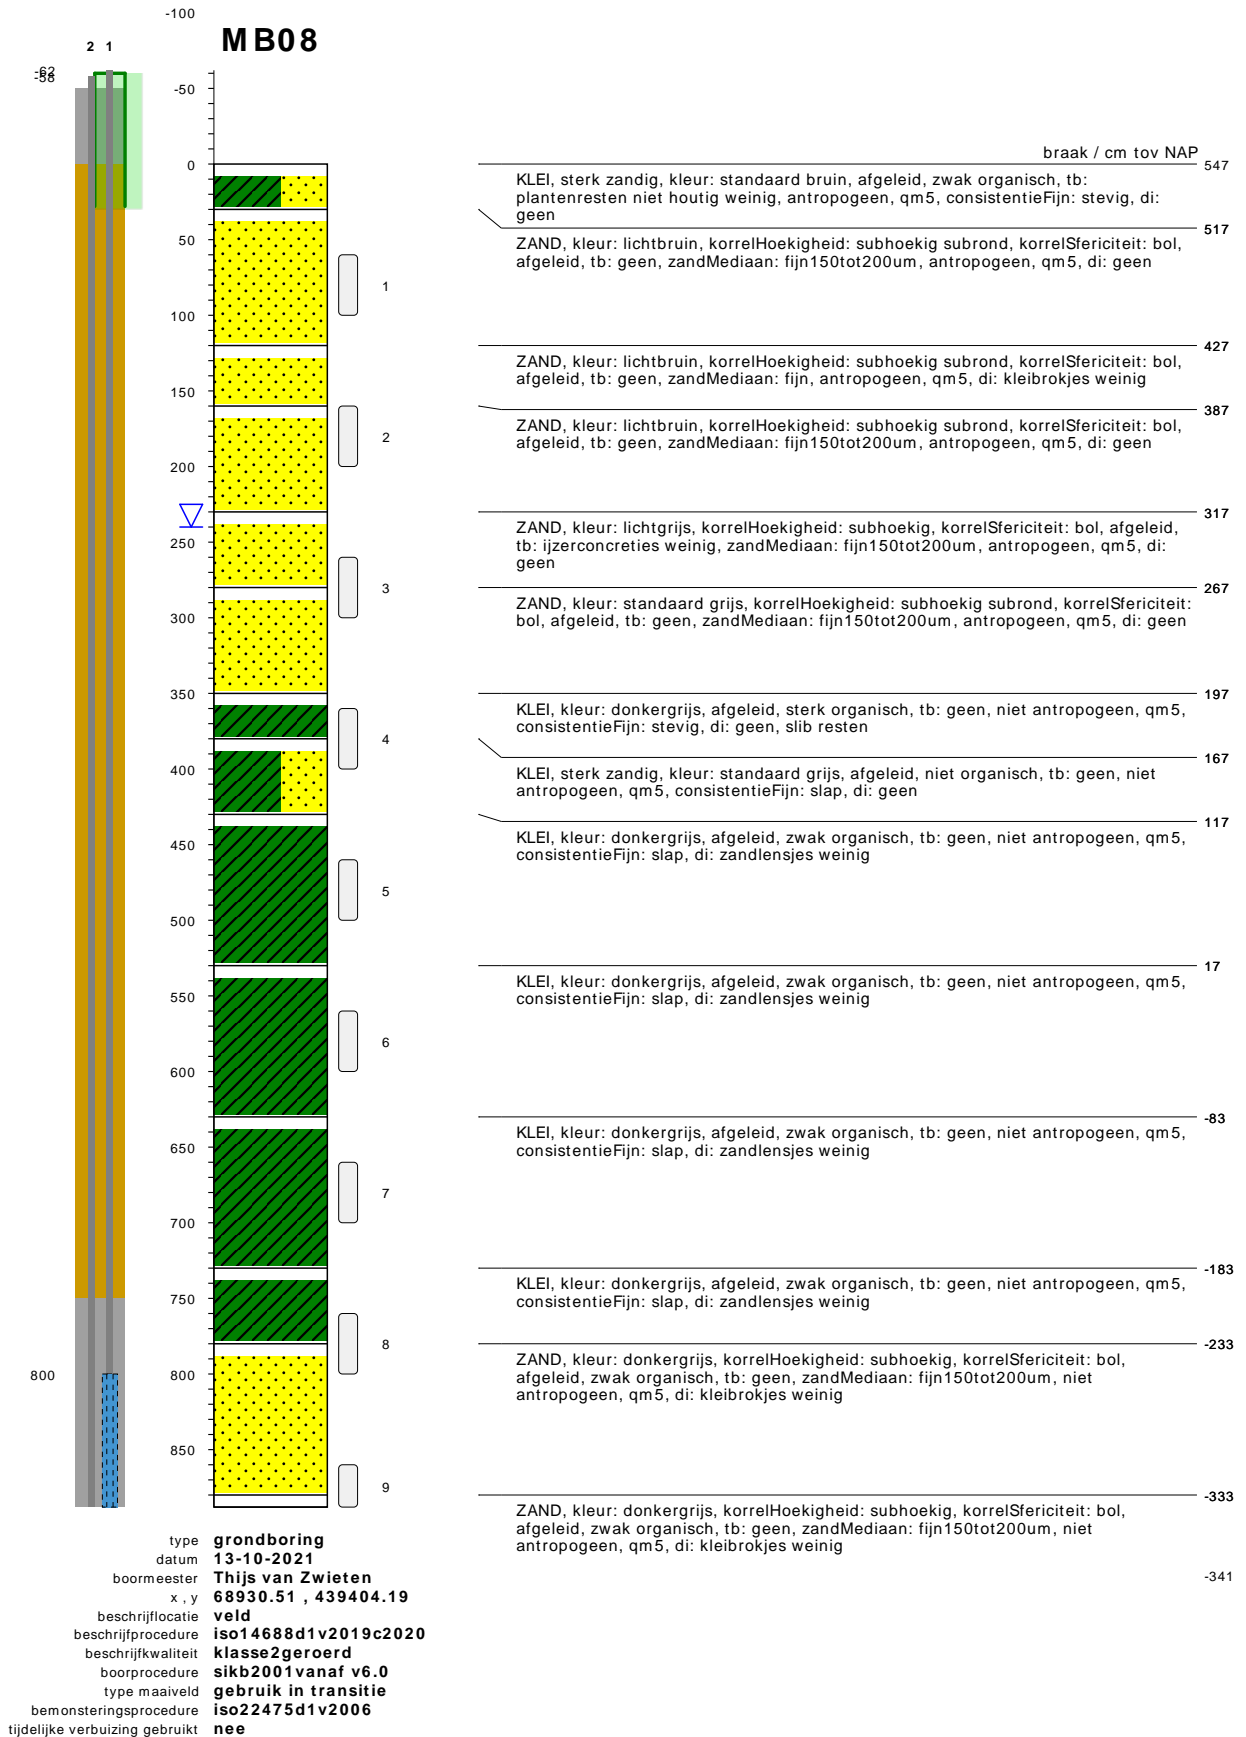 -100
MB08
2 1
-62
-58
-50
braak / cm tov NAP
0
547
KLEI, sterk zandig, kleur: standaard bruin, afgeleid, zwak organisch, tb:
plantenresten niet houtig weinig, antropogeen, qm5, consistentieFijn: stevig, di:
geen
517
50
ZAND, kleur: lichtbruin, korrelHoekigheid: subhoekig subrond, korrelSfericiteit: bol,
afgeleid, tb: geen, zandMediaan: fijn150tot200um, antropogeen, qm5, di: geen
1
100
427
ZAND, kleur: lichtbruin, korrelHoekigheid: subhoekig subrond, korrelSfericiteit: bol,
afgeleid, tb: geen, zandMediaan: fijn, antropogeen, qm5, di: kleibrokjes weinig
150
387
ZAND, kleur: lichtbruin, korrelHoekigheid: subhoekig subrond, korrelSfericiteit: bol,
afgeleid, tb: geen, zandMediaan: fijn150tot200um, antropogeen, qm5, di: geen
2
200
317
ZAND, kleur: lichtgrijs, korrelHoekigheid: subhoekig, korrelSfericiteit: bol, afgeleid,
tb: ijzerconcreties weinig, zandMediaan: fijn150tot200um, antropogeen, qm5, di:
geen
250
3
267
ZAND, kleur: standaard grijs, korrelHoekigheid: subhoekig subrond, korrelSfericiteit:
bol, afgeleid, tb: geen, zandMediaan: fijn150tot200um, antropogeen, qm5, di: geen
300
350
197
KLEI, kleur: donkergrijs, afgeleid, sterk organisch, tb: geen, niet antropogeen, qm5,
consistentieFijn: stevig, di: geen, slib resten
4
167
400
KLEI, sterk zandig, kleur: standaard grijs, afgeleid, niet organisch, tb: geen, niet
antropogeen, qm5, consistentieFijn: slap, di: geen
117
450
KLEI, kleur: donkergrijs, afgeleid, zwak organisch, tb: geen, niet antropogeen, qm5,
consistentieFijn: slap, di: zandlensjes weinig
5
500
17
KLEI, kleur: donkergrijs, afgeleid, zwak organisch, tb: geen, niet antropogeen, qm5,
consistentieFijn: slap, di: zandlensjes weinig
550
6
600
-83
KLEI, kleur: donkergrijs, afgeleid, zwak organisch, tb: geen, niet antropogeen, qm5,
consistentieFijn: slap, di: zandlensjes weinig
650
7
700
-183
KLEI, kleur: donkergrijs, afgeleid, zwak organisch, tb: geen, niet antropogeen, qm5,
consistentieFijn: slap, di: zandlensjes weinig
750
8
-233
ZAND, kleur: donkergrijs, korrelHoekigheid: subhoekig, korrelSfericiteit: bol,
afgeleid, zwak organisch, tb: geen, zandMediaan: fijn150tot200um, niet
antropogeen, qm5, di: kleibrokjes weinig
800
800
850
9
-333
ZAND, kleur: donkergrijs, korrelHoekigheid: subhoekig, korrelSfericiteit: bol,
afgeleid, zwak organisch, tb: geen, zandMediaan: fijn150tot200um, niet
antropogeen, qm5, di: kleibrokjes weinig
-341
type grondboring
datum 13-10-2021
boormeester Thijs van Zwieten
x , y 68930.51 , 439404.19
beschrijflocatie veld
beschrijfprocedure iso14688d1v2019c2020
beschrijfkwaliteit klasse2geroerd
boorprocedure sikb2001vanaf v6.0
type maaiveld gebruik in transitie
bemonsteringsprocedure iso22475d1v2006
tijdelijke verbuizing gebruikt nee